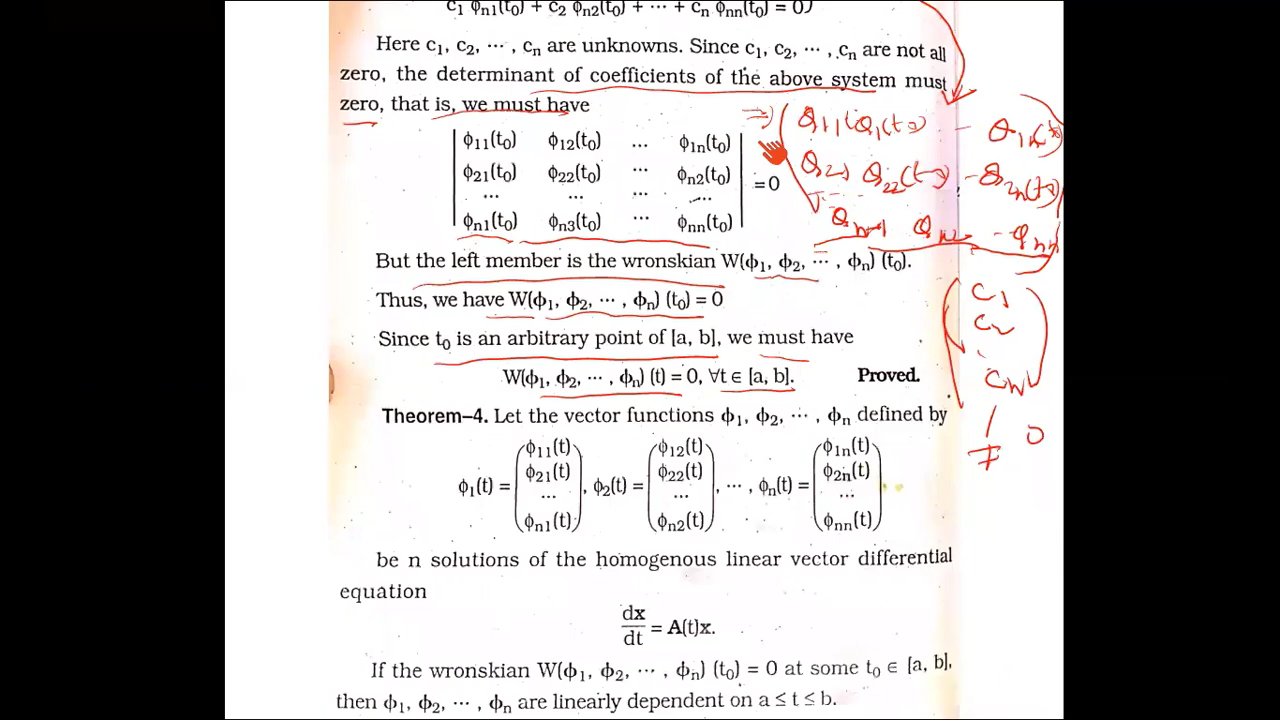 c₁ ϕn1(t₀) + c₂ ϕn2(t₀) + ··· + cn ϕnn(t₀) = 0)
Here c₁, c₂, ··· , cn are unknowns. Since c₁, c₂, ··· , cn are not all
zero, the determinant of coefficients of the above system must
zero, that is, we must have
| ϕ11(t₀) ϕ12(t₀) ··· ϕ1n(t₀) |
| ϕ21(t₀) ϕ22(t₀) ··· ϕn2(t₀) |
| ··· ··· ··· ··· | =0
| ϕn1(t₀) ϕn3(t₀) ··· ϕnn(t₀) |
But the left member is the wronskian W(ϕ₁, ϕ₂, ··· , ϕn) (t₀).
Thus, we have W(ϕ₁, ϕ₂, ··· , ϕn) (t₀) = 0
Since t₀ is an arbitrary point of [a, b], we must have
W(ϕ₁, ϕ₂, ··· , ϕn) (t) = 0, ∀t ∈ [a, b]. Proved.
Theorem–4. Let the vector functions ϕ₁, ϕ₂, ··· , ϕn defined by
ϕ11(t) ϕ12(t) ϕ1n(t)
ϕ21(t) ϕ22(t) ϕ2n(t)
ϕ₁(t) = , ϕ₂(t) = , ··· , ϕn(t) =
··· ··· ···
ϕn1(t) ϕn2(t) ϕnn(t)
be n solutions of the homogenous linear vector differential
equation
dx
dt = A(t)x.
If the wronskian W(ϕ₁, ϕ₂, ··· , ϕn) (t₀) = 0 at some t₀ ∈ [a, b],
then ϕ₁, ϕ₂, ··· , ϕn are linearly dependent on a ≤ t ≤ b.
c₁
c₂
cn
≠ 0